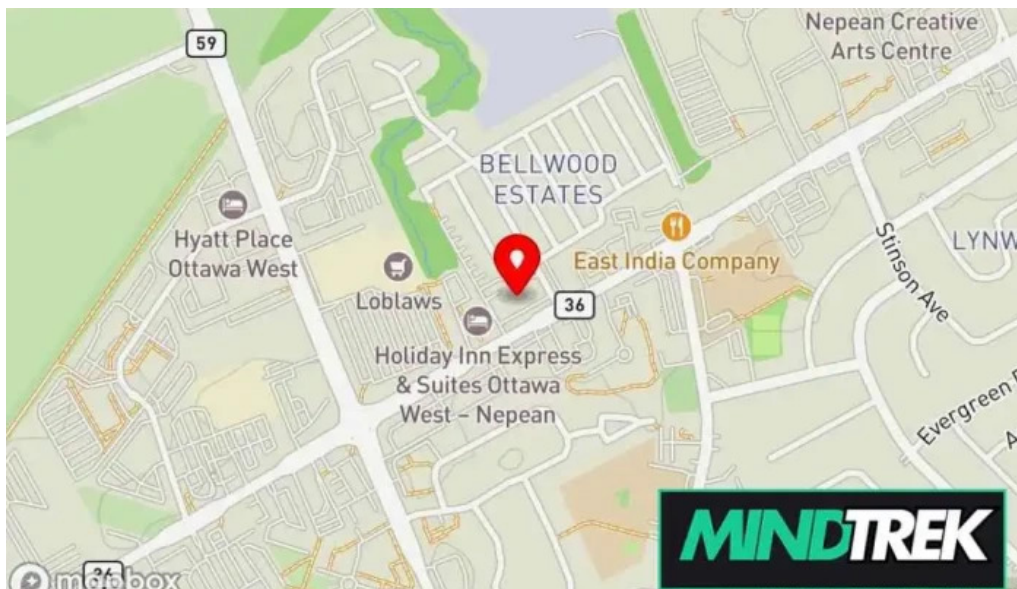 59
Nepean Creative
Arts Centre
BELLWOOD
ESTATES
Hyatt Place
Ottawa West
Loblaws
East India Company
Stinson Ave
LYNW
36
Holiday Inn Express
& Suites Ottawa
West – Nepean
Evergreen
MINDTREK
36
mapbox